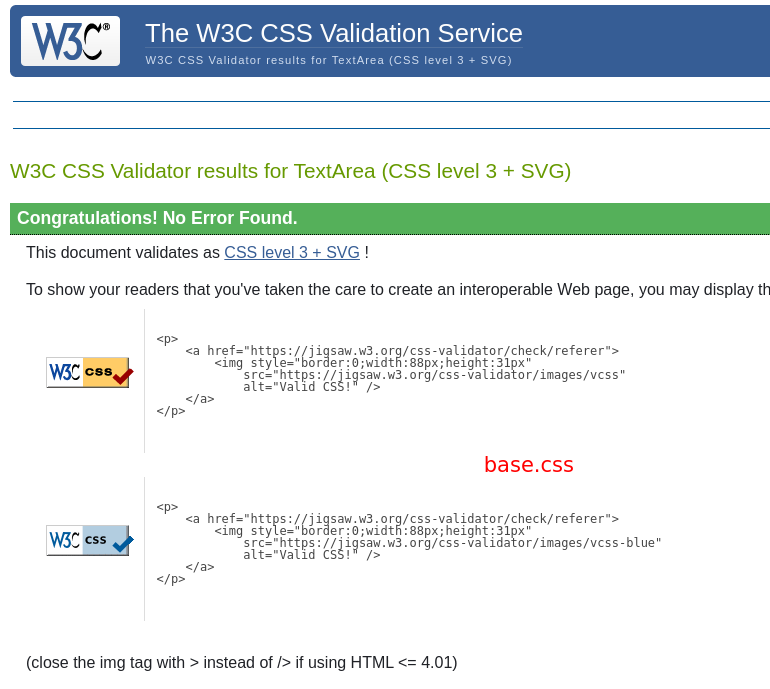 W3C®
The W3C CSS Validation Service
W3C CSS Validator results for TextArea (CSS level 3 + SVG)
W3C CSS Validator results for TextArea (CSS level 3 + SVG)
Congratulations! No Error Found.
This document validates as CSS level 3 + SVG !
To show your readers that you've taken the care to create an interoperable Web page, you may display th
<p>
<a href="https://jigsaw.w3.org/css-validator/check/referer">
<img style="border:0;width:88px;height:31px"
W3C css
src="https://jigsaw.w3.org/css-validator/images/vcss"
alt="Valid CSS!" />
</a>
</p>
base.css
<p>
<a href="https://jigsaw.w3.org/css-validator/check/referer">
<img style="border:0;width:88px;height:31px"
W3C css
src="https://jigsaw.w3.org/css-validator/images/vcss-blue"
alt="Valid CSS!" />
</a>
</p>
(close the img tag with > instead of /> if using HTML <= 4.01)